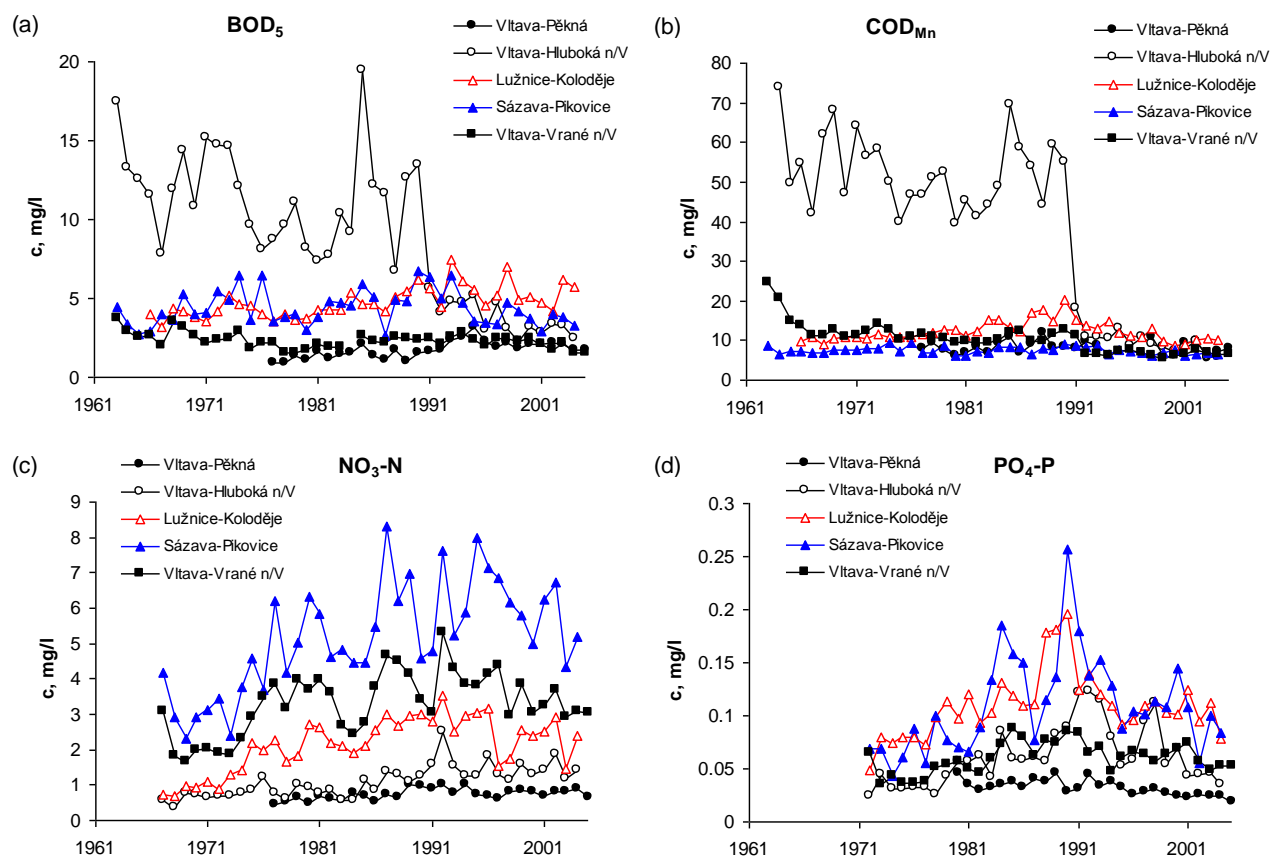 (a)
BOD5
Vltava-Pěkná
Vltava-Hluboká n/V
Lužnice-Koloděje
Sázava-Pikovice
Vltava-Vrané n/V
c, mg/l
20
15
10
5
0
1961 1971 1981 1991 2001
(b)
CODMn
Vltava-Pěkná
Vltava-Hluboká n/V
Lužnice-Koloděje
Sázava-Pikovice
Vltava-Vrané n/V
c, mg/l
80
70
60
50
40
30
20
10
0
1961 1971 1981 1991 2001
(c)
NO3-N
Vltava-Pěkná
Vltava-Hluboká n/V
Lužnice-Koloděje
Sázava-Pikovice
Vltava-Vrané n/V
c, mg/l
9
8
7
6
5
4
3
2
1
0
1961 1971 1981 1991 2001
(d)
PO4-P
Vltava-Pěkná
Vltava-Hluboká n/V
Lužnice-Koloděje
Sázava-Pikovice
Vltava-Vrané n/V
c, mg/l
0.3
0.25
0.2
0.15
0.1
0.05
0
1961 1971 1981 1991 2001